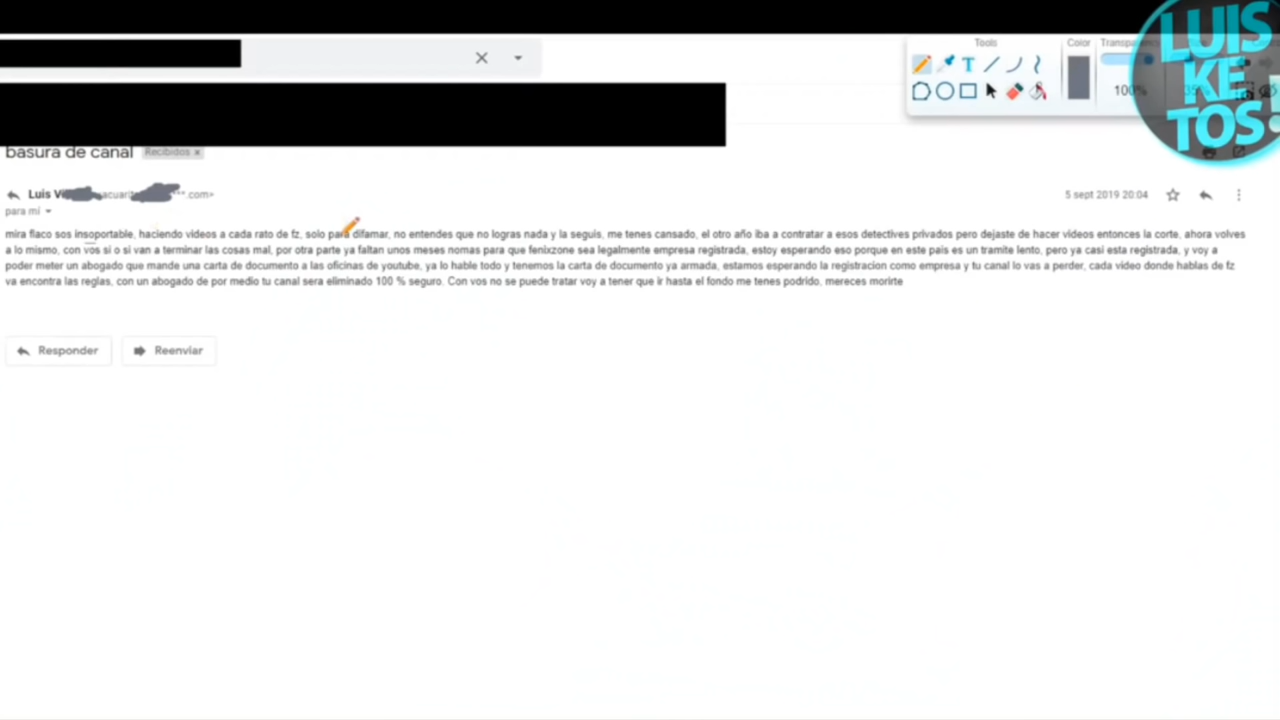 Tools
Color
100%
LUIS
KE
TOS
basura de canal Recibidos x
Luis V .com>
5 sept 2019 20:04
para mí
mira flaco sos insoportable, haciendo videos a cada rato de fz, solo para difamar, no entendes que no logras nada y la seguis, me tenes cansado, el otro año iba a contratar a esos detectives privados pero dejaste de hacer videos entonces la corte, ahora volves
a lo mismo, con vos si o si van a terminar las cosas mal, por otra parte ya faltan unos meses nomas para que fenixzone sea legalmente empresa registrada, estoy esperando eso porque en este pais es un tramite lento, pero ya casi esta registrada, y voy a
poder meter un abogado que mande una carta de documento a las oficinas de youtube, ya lo hable todo y tenemos la carta de documento ya armada, estamos esperando la registracion como empresa y tu canal lo vas a perder, cada video donde hablas de fz
va encontra las reglas, con un abogado de por medio tu canal sera eliminado 100 % seguro. Con vos no se puede tratar voy a tener que ir hasta el fondo me tenes podrido, mereces morirte
Responder
Reenviar